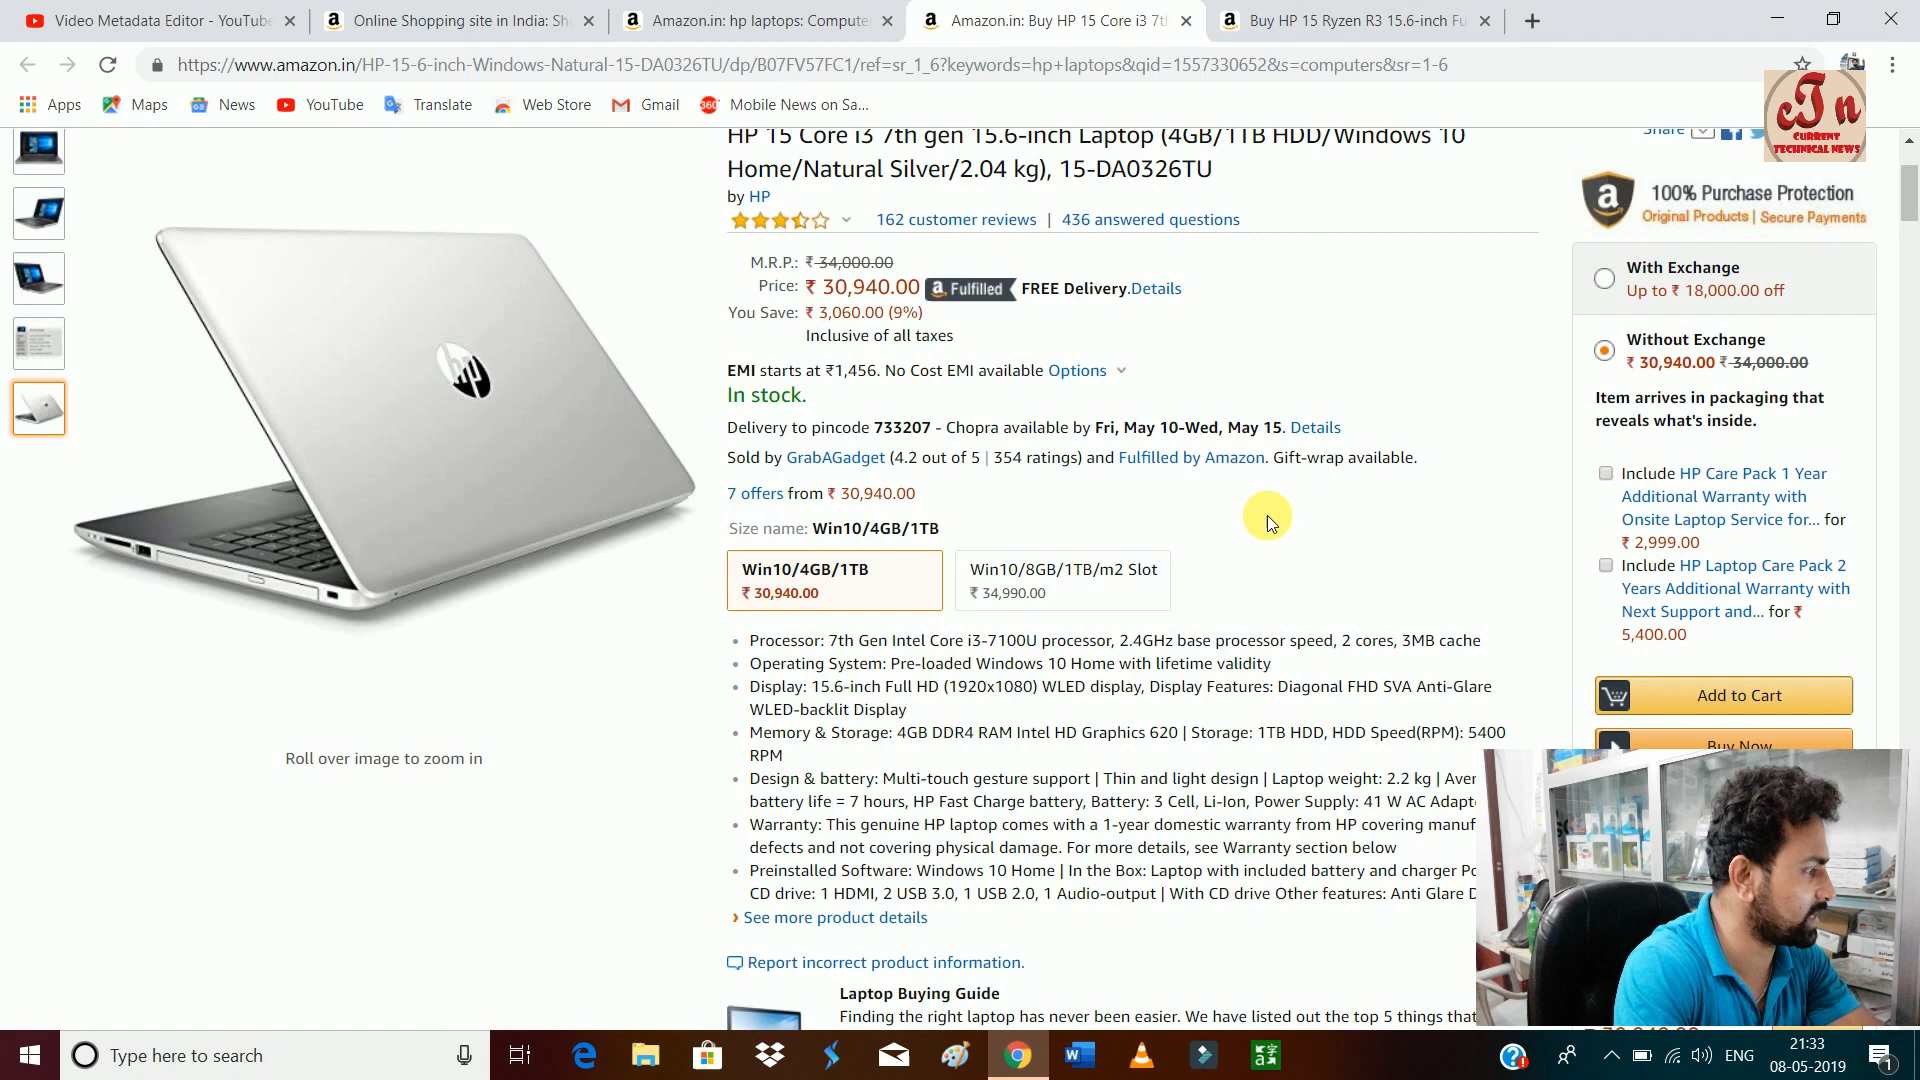 Video Metadata Editor - YouTube
Online Shopping site in India: Sh
Amazon.in: hp laptops: Compute
Amazon.in: Buy HP 15 Core i3 7th
Buy HP 15 Ryzen R3 15.6-inch Fu
https://www.amazon.in/HP-15-6-inch-Windows-Natural-15-DA0326TU/dp/B07FV57FC1/ref=sr_1_6?keywords=hp+laptops&qid=1557330652&s=computers&sr=1-6
Apps Maps News YouTube Translate Web Store Gmail Mobile News on Sa...
cTn
CURRENT
TECHNICAL NEWS
HP 15 Core i3 7th gen 15.6-inch Laptop (4GB/1TB HDD/Windows 10
Home/Natural Silver/2.04 kg), 15-DA0326TU
by HP
162 customer reviews | 436 answered questions
M.R.P.: ₹ 34,000.00
Price: ₹ 30,940.00 a Fulfilled FREE Delivery.Details
You Save: ₹ 3,060.00 (9%)
Inclusive of all taxes
EMI starts at ₹1,456. No Cost EMI available Options
In stock.
Delivery to pincode 733207 - Chopra available by Fri, May 10-Wed, May 15. Details
Sold by GrabAGadget (4.2 out of 5 | 354 ratings) and Fulfilled by Amazon. Gift-wrap available.
7 offers from ₹ 30,940.00
Size name: Win10/4GB/1TB
Win10/4GB/1TB
₹ 30,940.00
Win10/8GB/1TB/m2 Slot
₹ 34,990.00
Processor: 7th Gen Intel Core i3-7100U processor, 2.4GHz base processor speed, 2 cores, 3MB cache
Operating System: Pre-loaded Windows 10 Home with lifetime validity
Display: 15.6-inch Full HD (1920x1080) WLED display, Display Features: Diagonal FHD SVA Anti-Glare
WLED-backlit Display
Memory & Storage: 4GB DDR4 RAM Intel HD Graphics 620 | Storage: 1TB HDD, HDD Speed(RPM): 5400
RPM
Design & battery: Multi-touch gesture support | Thin and light design | Laptop weight: 2.2 kg | Aver
battery life = 7 hours, HP Fast Charge battery, Battery: 3 Cell, Li-Ion, Power Supply: 41 W AC Adapt
Warranty: This genuine HP laptop comes with a 1-year domestic warranty from HP covering manuf
defects and not covering physical damage. For more details, see Warranty section below
Preinstalled Software: Windows 10 Home | In the Box: Laptop with included battery and charger Po
CD drive: 1 HDMI, 2 USB 3.0, 1 USB 2.0, 1 Audio-output | With CD drive Other features: Anti Glare D
See more product details
Report incorrect product information.
Laptop Buying Guide
Finding the right laptop has never been easier. We have listed out the top 5 things that
hp
Roll over image to zoom in
Share
a 100% Purchase Protection
Original Products | Secure Payments
With Exchange
Up to ₹ 18,000.00 off
Without Exchange
₹ 30,940.00 ₹ 34,000.00
Item arrives in packaging that
reveals what's inside.
Include HP Care Pack 1 Year
Additional Warranty with
Onsite Laptop Service for... for
₹ 2,999.00
Include HP Laptop Care Pack 2
Years Additional Warranty with
Next Support and... for ₹
5,400.00
Add to Cart
Buy Now
Type here to search
ENG
21:33
08-05-2019
1